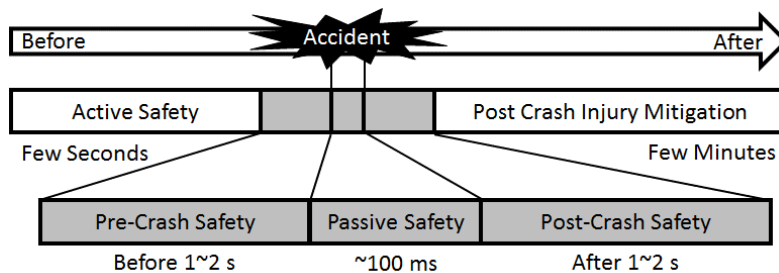 Accident
Before
After
Active Safety
Post Crash Injury Mitigation
Few Seconds
Few Minutes
Pre-Crash Safety
Passive Safety
Post-Crash Safety
Before 1~2 s
~100 ms
After 1~2 s